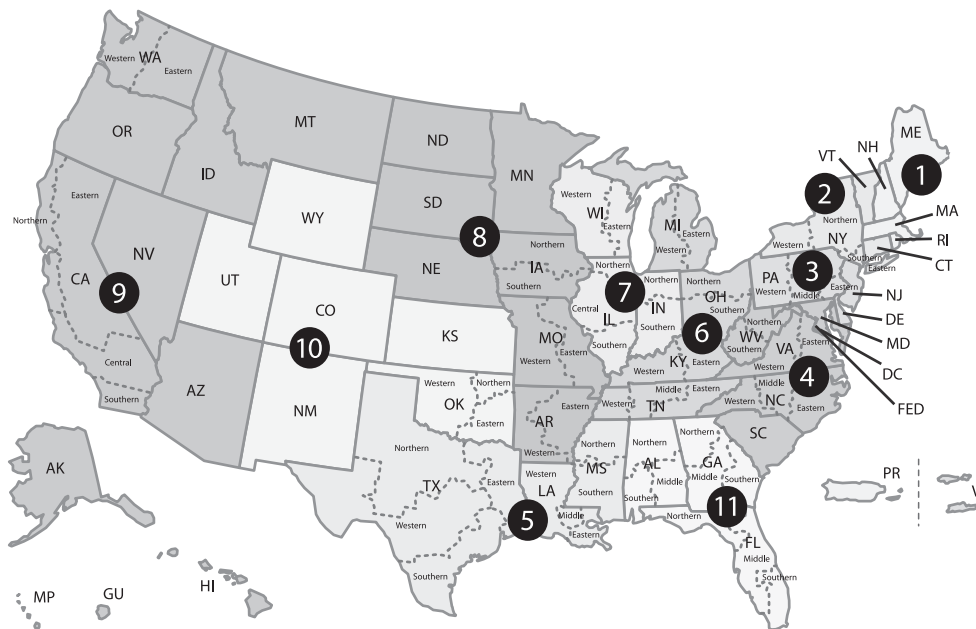 WA
Western
Eastern
OR
ID
MT
ND
MN
SD
8
WY
NE
Northern
IA
Southern
Eastern
Northern
NV
CA
9
Central
Southern
UT
CO
10
KS
AZ
NM
Western
Northern
OK
Eastern
MO
Western
Eastern
AR
Eastern
Western
Northern
TX
Eastern
Western
Southern
Western
LA
5
Middle
Eastern
Western
WI
Eastern
MI
Western
Eastern
Northern
7
Central
IL
Southern
Northern
IN
Southern
Northern
OH
Southern
6
KY
Western
Eastern
Western
Middle
Eastern
TN
Northern
MS
Southern
Northern
AL
Southern
Middle
Northern
GA
Middle
Southern
11
Northern
FL
Middle
Southern
SC
Western
Middle
NC
Eastern
4
Northern
WV
Southern
VA
Eastern
Western
PA
Western
Middle
Eastern
3
2
Northern
NY
Western
Southern
Eastern
ME
1
NH
VT
MA
RI
CT
NJ
DE
MD
DC
FED
PR
V
AK
HI
MP
GU